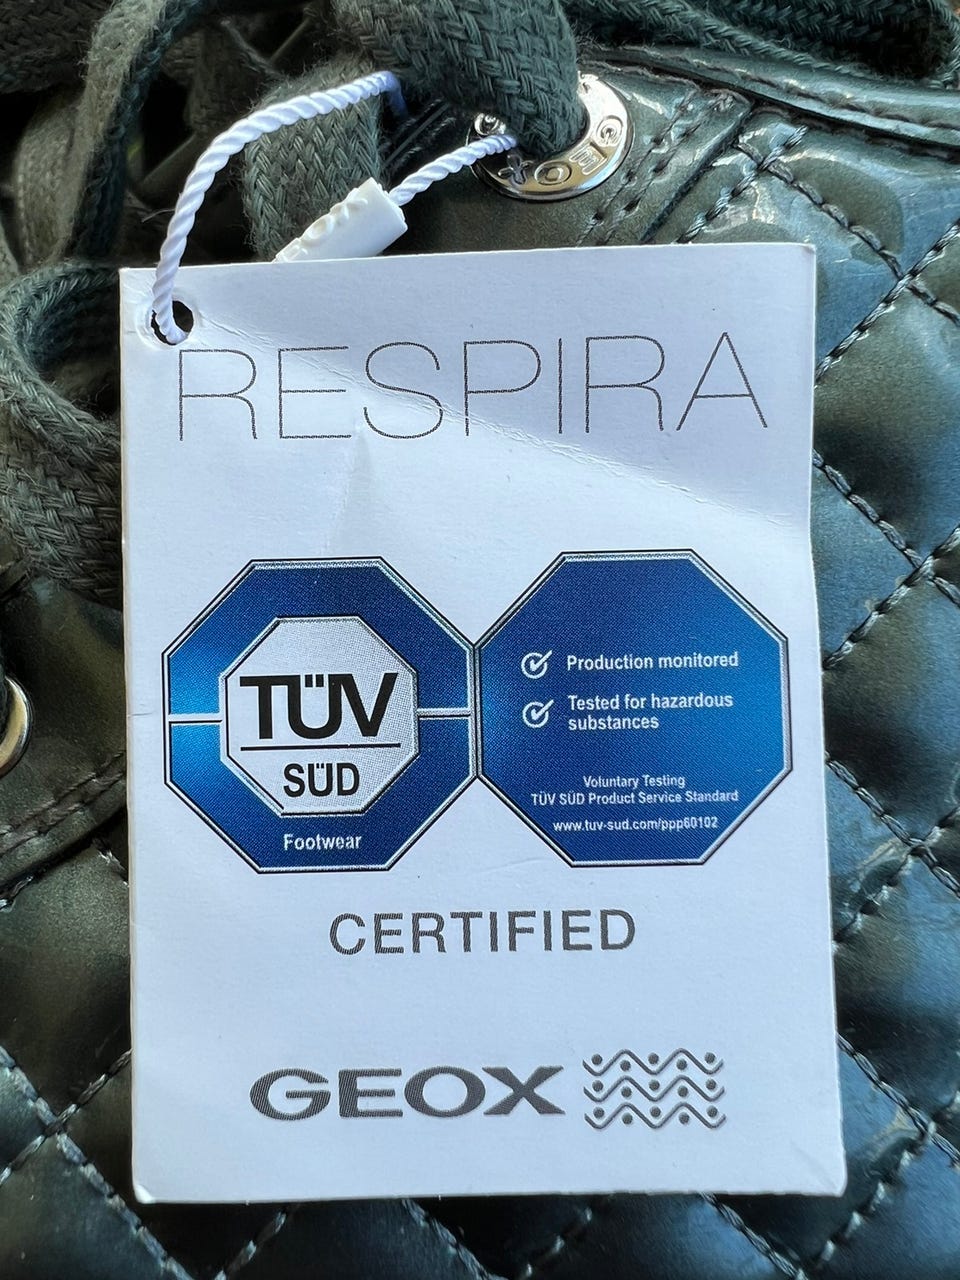 GEOX
RESPIRA
TÜV
SÜD
Footwear
Production monitored
Tested for hazardous
substances
Voluntary Testing
TÜV SÜD Product Service Standard
www.tuv-sud.com/ppp60102
CERTIFIED
GEOX